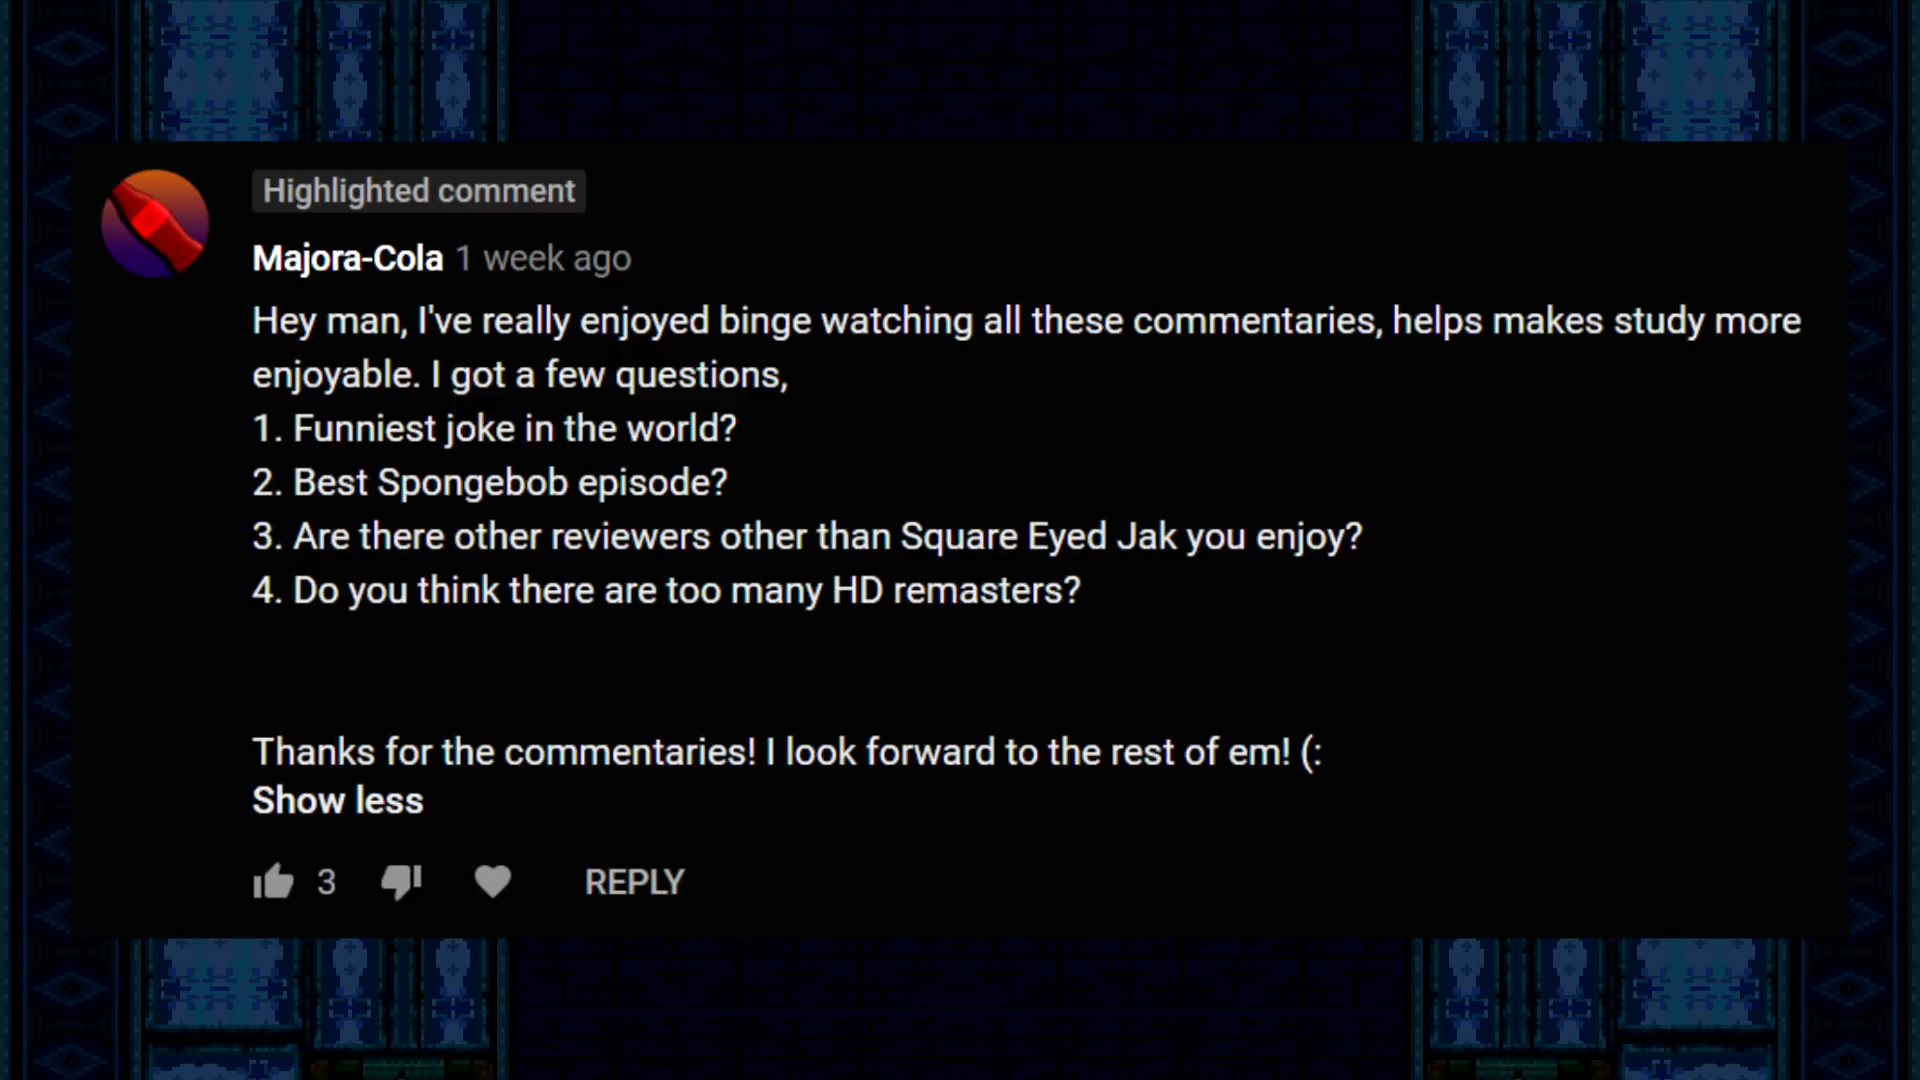 Highlighted comment
Majora-Cola 1 week ago
Hey man, I've really enjoyed binge watching all these commentaries, helps makes study more
enjoyable. I got a few questions,
1. Funniest joke in the world?
2. Best Spongebob episode?
3. Are there other reviewers other than Square Eyed Jak you enjoy?
4. Do you think there are too many HD remasters?
Thanks for the commentaries! I look forward to the rest of em! (:
Show less
3 REPLY